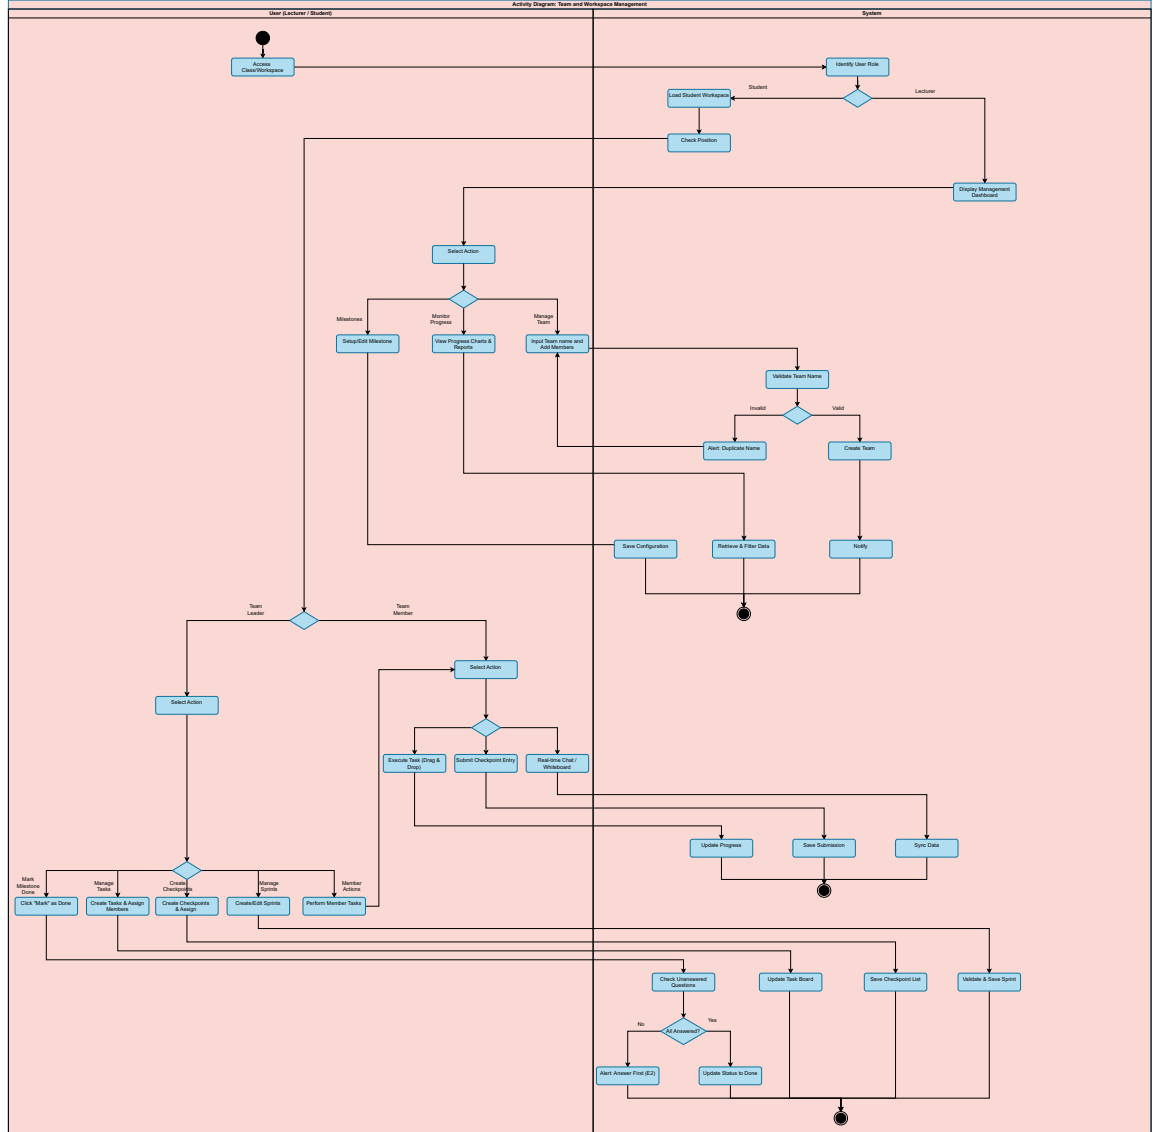 Activity Diagram: Team and Workspace Management
User (Lecturer / Student)
System
Access
Class/Workspace
Identify User Role
Student
Lecturer
Load Student Workspace
Check Position
Display Management
Dashboard
Select Action
Milestones
Monitor
Progress
Manage
Team
Setup/Edit Milestone
View Progress Charts &
Reports
Input Team name and
Add Members
Validate Team Name
Invalid
Valid
Alert: Duplicate Name
Create Team
Save Configuration
Retrieve & Filter Data
Notify
Team
Leader
Team
Member
Select Action
Select Action
Execute Task (Drag &
Drop)
Submit Checkpoint Entry
Real-time Chat /
Whiteboard
Update Progress
Save Submission
Sync Data
Mark
Milestone
Done
Manage
Tasks
Create
Checkpoints
Manage
Sprints
Member
Actions
Click "Mark" as Done
Create Tasks & Assign
Members
Create Checkpoints
& Assign
Create/Edit Sprints
Perform Member Tasks
Check Unanswered
Questions
Update Task Board
Save Checkpoint List
Validate & Save Sprint
All Answered?
No
Yes
Alert: Answer First (E2)
Update Status to Done